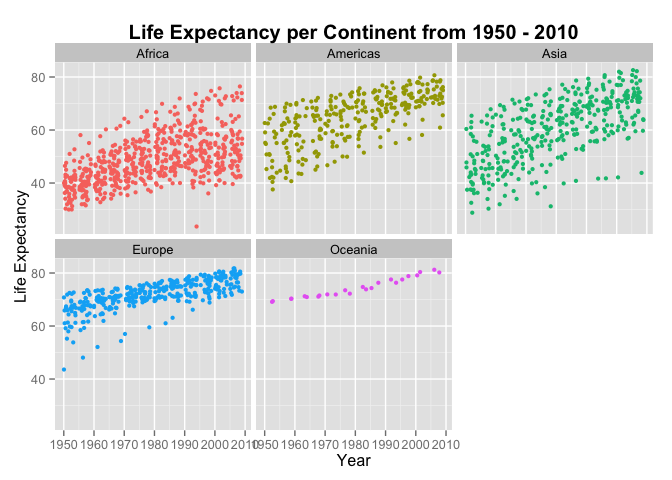 Life Expectancy per Continent from 1950 - 2010
Africa
Americas
Asia
80
60
40
Life Expectancy
Europe
Oceania
80
60
40
1950 1960 1970 1980 1990 2000 2010
1950 1960 1970 1980 1990 2000 2010
Year